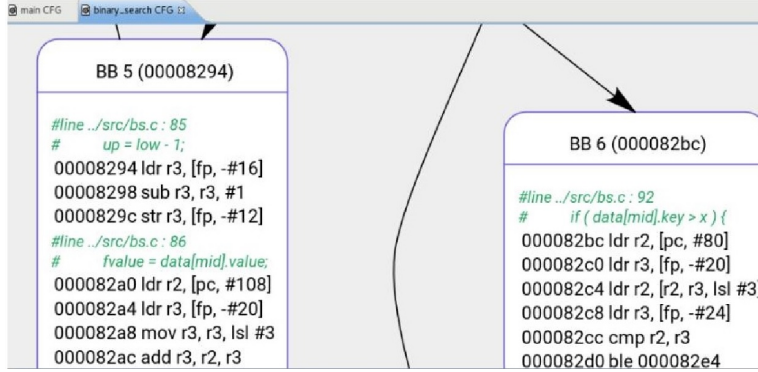 main CFG
binary_search CFG
BB 5 (00008294)
#line ../src/bs.c : 85
# up = low - 1;
00008294 ldr r3, [fp, -#16]
00008298 sub r3, r3, #1
0000829c str r3, [fp, -#12]
#line ../src/bs.c : 86
# fvalue = data[mid].value;
000082a0 ldr r2, [pc, #108]
000082a4 ldr r3, [fp, -#20]
000082a8 mov r3, r3, lsl #3
000082ac add r3, r2, r3
BB 6 (000082bc)
#line ../src/bs.c : 92
# if ( data[mid].key > x ) {
000082bc ldr r2, [pc, #80]
000082c0 ldr r3, [fp, -#20]
000082c4 ldr r2, [r2, r3, lsl #3]
000082c8 ldr r3, [fp, -#24]
000082cc cmp r2, r3
000082d0 ble 000082e4